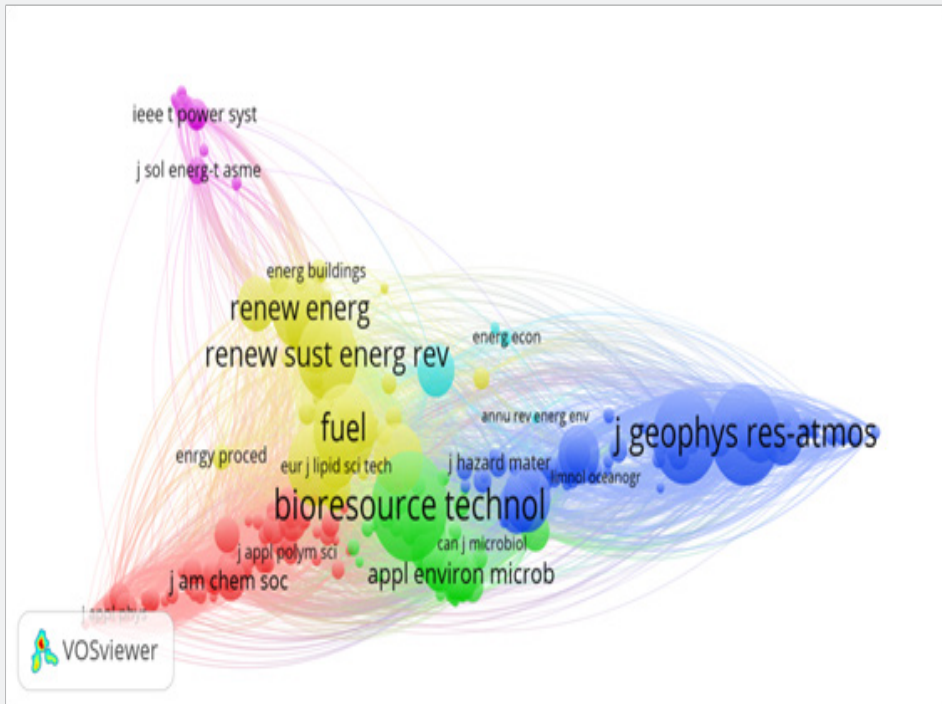 ieee t power syst
j sol energ-t asme
energ buildings
renew energ
energ econ
renew sust energ rev
annu rev energ env
fuel
j geophys res-atmos
enrgy proced
eur j lipid sci tech
j hazard mater
limnol oceanogr
bioresource technol
can j microbiol
j appl polym sci
appl environ microb
j am chem soc
j appl phys
VOSviewer